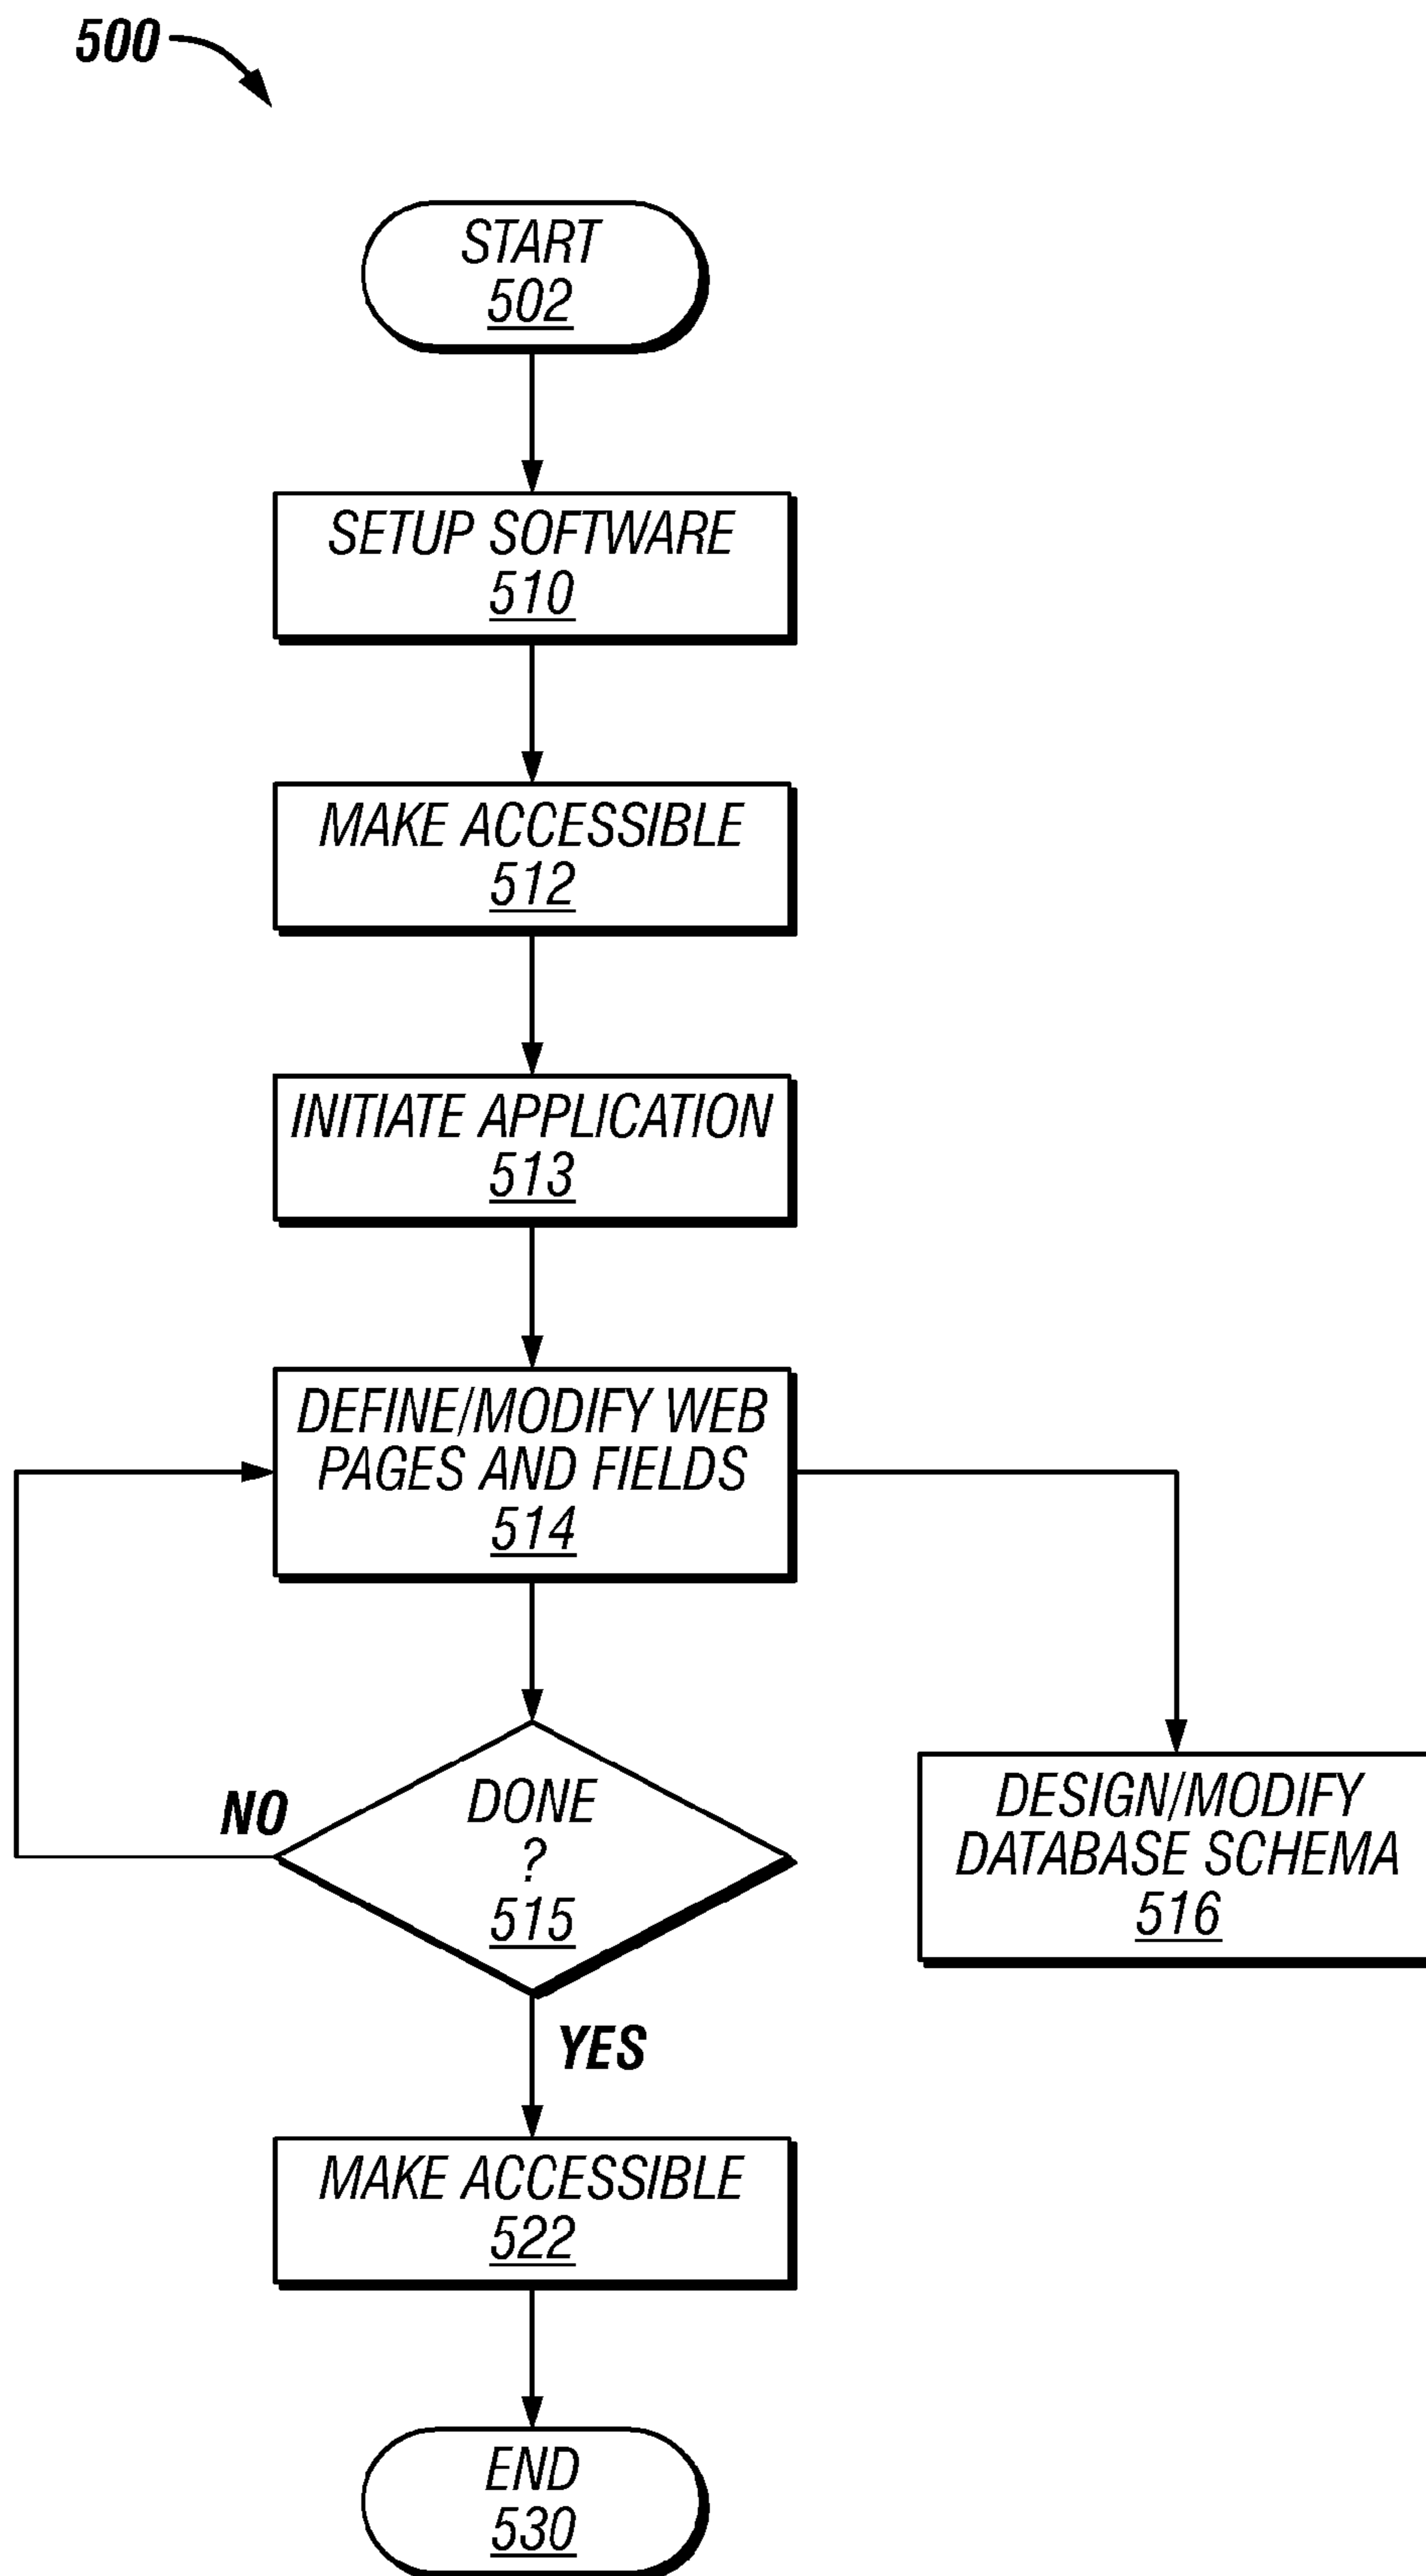 500
START
502
SETUP SOFTWARE
510
MAKE ACCESSIBLE
512
INITIATE APPLICATION
513
DEFINE/MODIFY WEB
PAGES AND FIELDS
514
NO
DONE
?
515
DESIGN/MODIFY
DATABASE SCHEMA
516
YES
MAKE ACCESSIBLE
522
END
530